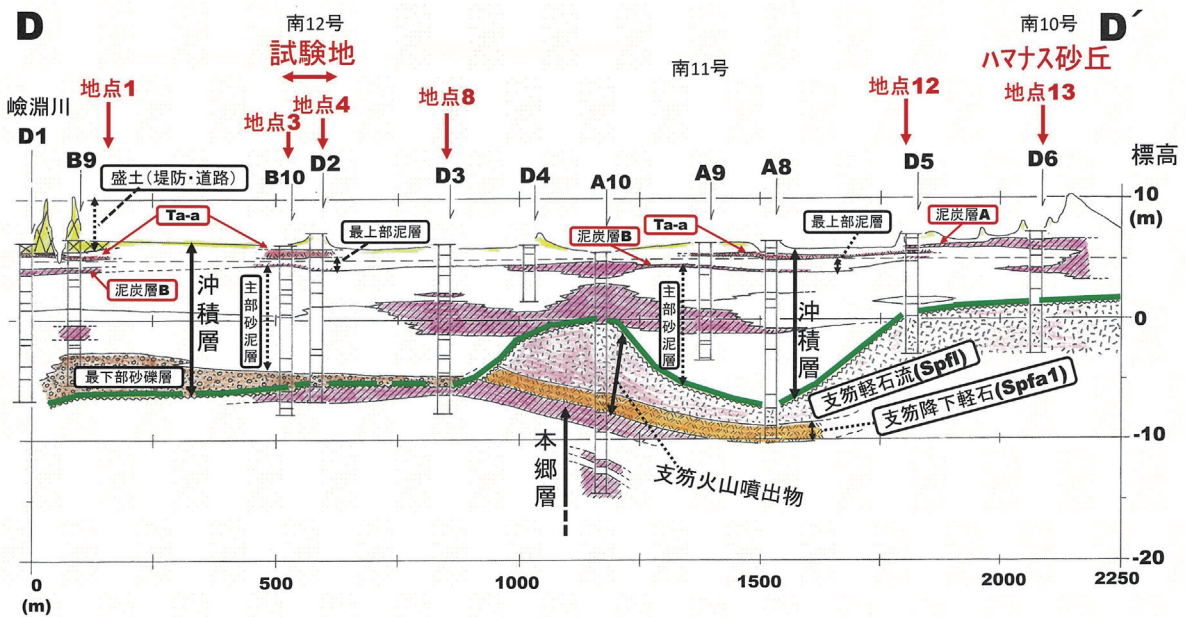 D
南12号
南10号
D´
試験地
南11号
ハマナス砂丘
地点1
地点3
地点4
地点8
地点12
地点13
嶮淵川
D1
B9
B10
D2
D3
D4
A10
A9
A8
D5
D6
標高
10
(m)
盛土(堤防・道路)
Ta-a
最上部泥層
泥炭層B
Ta-a
最上部泥層
泥炭層A
泥炭層B
沖積層
主部砂泥層
主部砂泥層
沖積層
0
最下部砂礫層
支笏軽石流(Spfl)
支笏降下軽石(Spfa1)
-10
本郷層
支笏火山噴出物
-20
0
500
1000
1500
2000
2250
(m)